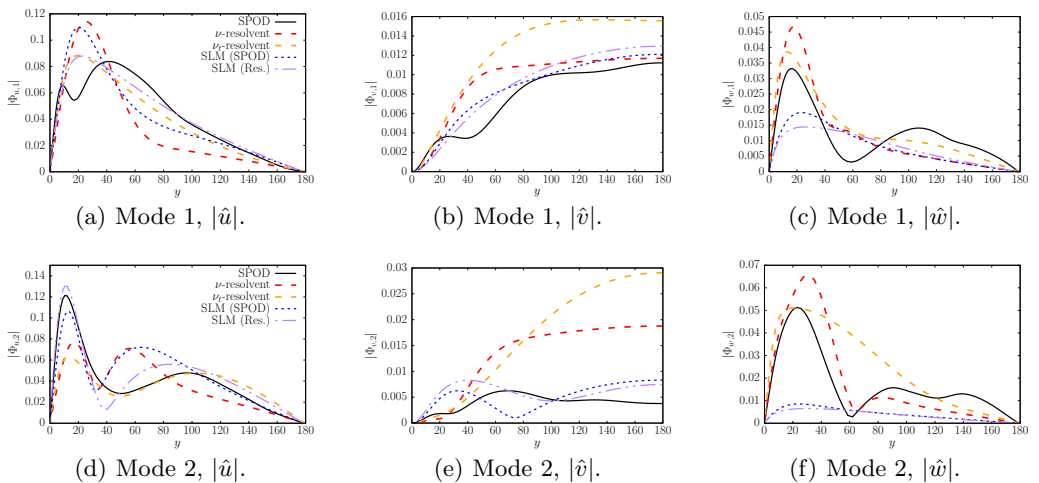 0.12
0.1
0.08
0.06
0.04
0.02
0
|Φu,1|
0 20 40 60 80 100 120 140 160 180
y
SPOD
ν-resolvent
νt-resolvent
SLM (SPOD)
SLM (Res.)
(a) Mode 1, |û|.
0.016
0.014
0.012
0.01
0.008
0.006
0.004
0.002
0
|Φv,1|
0 20 40 60 80 100 120 140 160 180
y
(b) Mode 1, |v̂|.
0.05
0.045
0.04
0.035
0.03
0.025
0.02
0.015
0.01
0.005
0
|Φw,1|
0 20 40 60 80 100 120 140 160 180
y
(c) Mode 1, |ŵ|.
0.14
0.12
0.1
0.08
0.06
0.04
0.02
0
|Φu,2|
0 20 40 60 80 100 120 140 160 180
y
SPOD
ν-resolvent
νt-resolvent
SLM (SPOD)
SLM (Res.)
(d) Mode 2, |û|.
0.03
0.025
0.02
0.015
0.01
0.005
0
|Φv,2|
0 20 40 60 80 100 120 140 160 180
y
(e) Mode 2, |v̂|.
0.07
0.06
0.05
0.04
0.03
0.02
0.01
0
|Φw,2|
0 20 40 60 80 100 120 140 160 180
y
(f) Mode 2, |ŵ|.